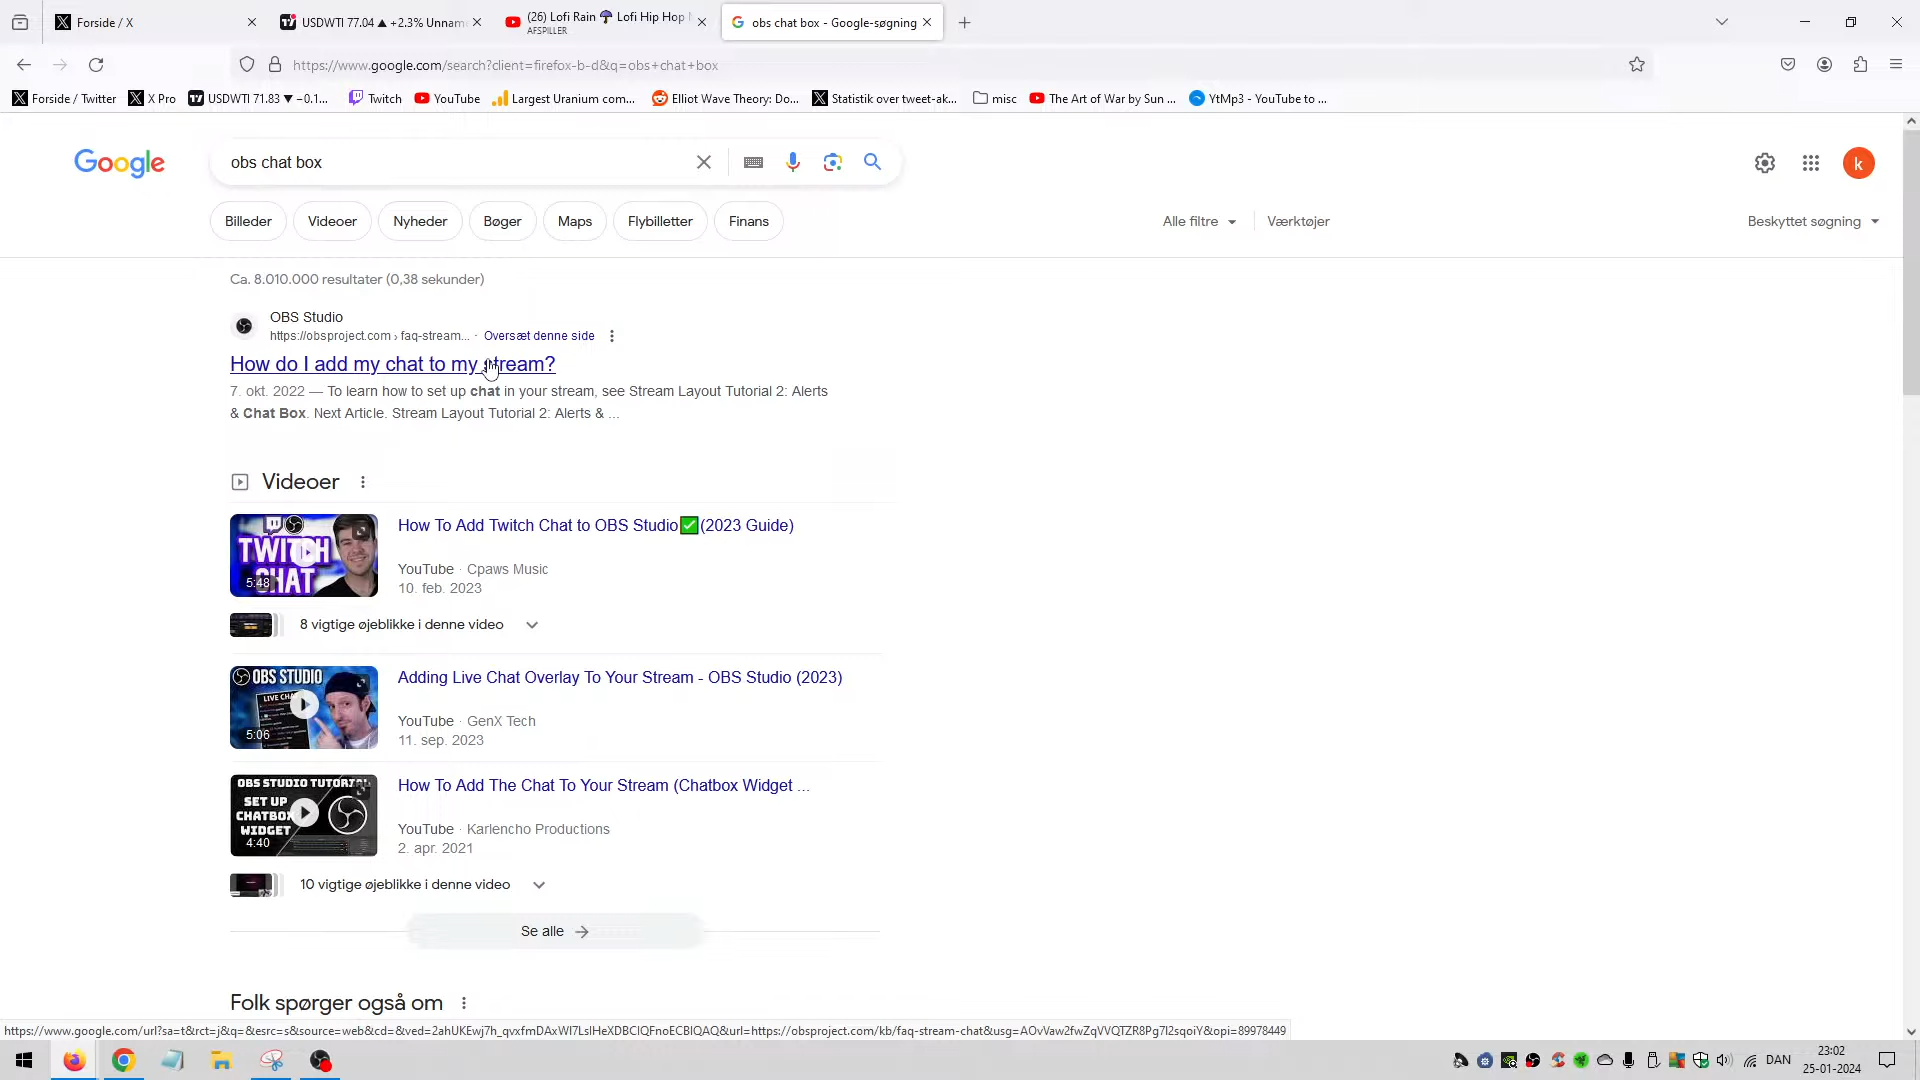 Forside / X
USDWTI 77.04 ▲ +2.3% Unnam
(26) Lofi Rain ☂ Lofi Hip Hop
AFSPILLER
obs chat box - Google-søgning
https://www.google.com/search?client=firefox-b-d&q=obs+chat+box
Forside / Twitter
X Pro
USDWTI 71.83 ▼ −0.1...
Twitch
YouTube
Largest Uranium com...
Elliot Wave Theory: Do...
Statistik over tweet-ak...
misc
The Art of War by Sun ...
YtMp3 - YouTube to ...
Google
obs chat box
k
Billeder
Videoer
Nyheder
Bøger
Maps
Flybilletter
Finans
Alle filtre
Værktøjer
Beskyttet søgning
Ca. 8.010.000 resultater (0,38 sekunder)
OBS Studio
https://obsproject.com › faq-stream... · Oversæt denne side
How do I add my chat to my stream?
7. okt. 2022 — To learn how to set up chat in your stream, see Stream Layout Tutorial 2: Alerts
& Chat Box. Next Article. Stream Layout Tutorial 2: Alerts & ...
Videoer
TWITCH
CHAT
5:48
How To Add Twitch Chat to OBS Studio✅(2023 Guide)
YouTube · Cpaws Music
10. feb. 2023
8 vigtige øjeblikke i denne video
OBS STUDIO
LIVE CHAT
5:06
Adding Live Chat Overlay To Your Stream - OBS Studio (2023)
YouTube · GenX Tech
11. sep. 2023
OBS STUDIO TUTORIAL
SET UP
CHATBOX
WIDGET
4:40
How To Add The Chat To Your Stream (Chatbox Widget ...
YouTube · Karlencho Productions
2. apr. 2021
10 vigtige øjeblikke i denne video
Se alle →
Folk spørger også om
https://www.google.com/url?sa=t&rct=j&q=&esrc=s&source=web&cd=&ved=2ahUKEwj7h_qvxfmDAxWI7LsIHeXDBCIQFnoECBIQAQ&url=https://obsproject.com/kb/faq-stream-chat&usg=AOvVaw2fwZqVVQTZR8Pg7I2sqoiY&opi=89978449
DAN
23:02
25-01-2024